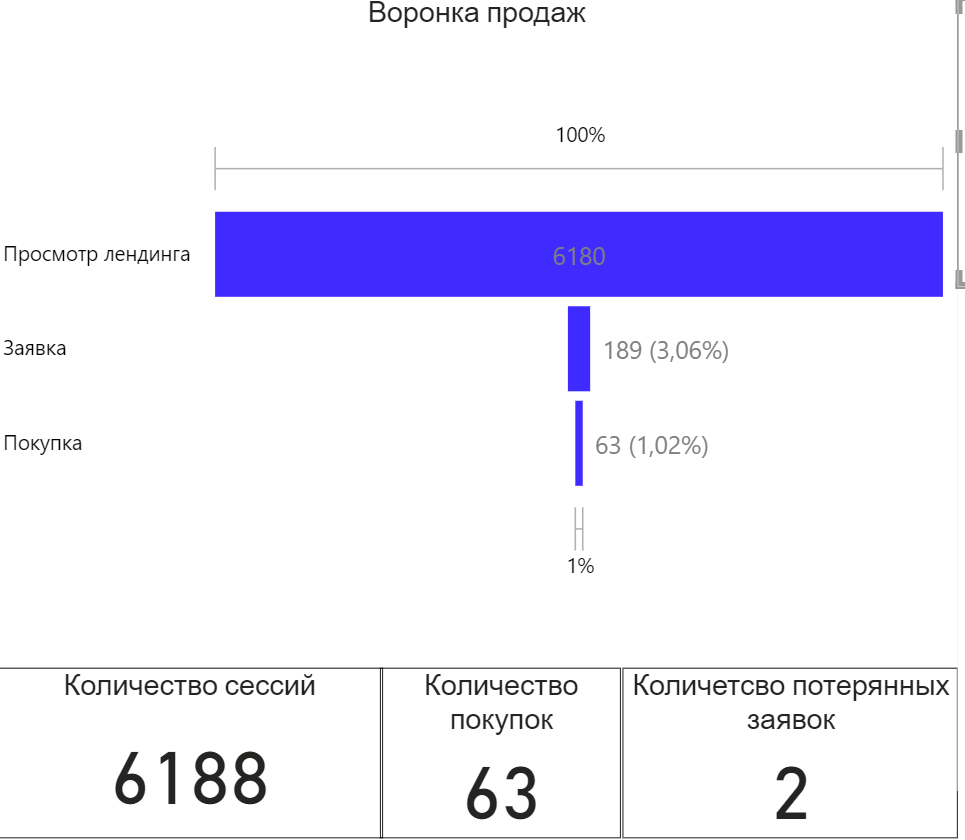 Воронка продаж
100%
Просмотр лендинга
6180
Заявка
189 (3,06%)
Покупка
63 (1,02%)
1%
Количество сессий
6188
Количество
покупок
63
Количетсво потерянных
заявок
2